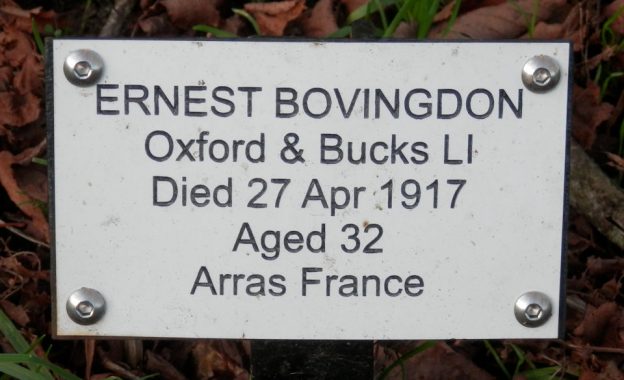 ERNEST BOVINGDON
Oxford & Bucks LI
Died 27 Apr 1917
Aged 32
Arras France